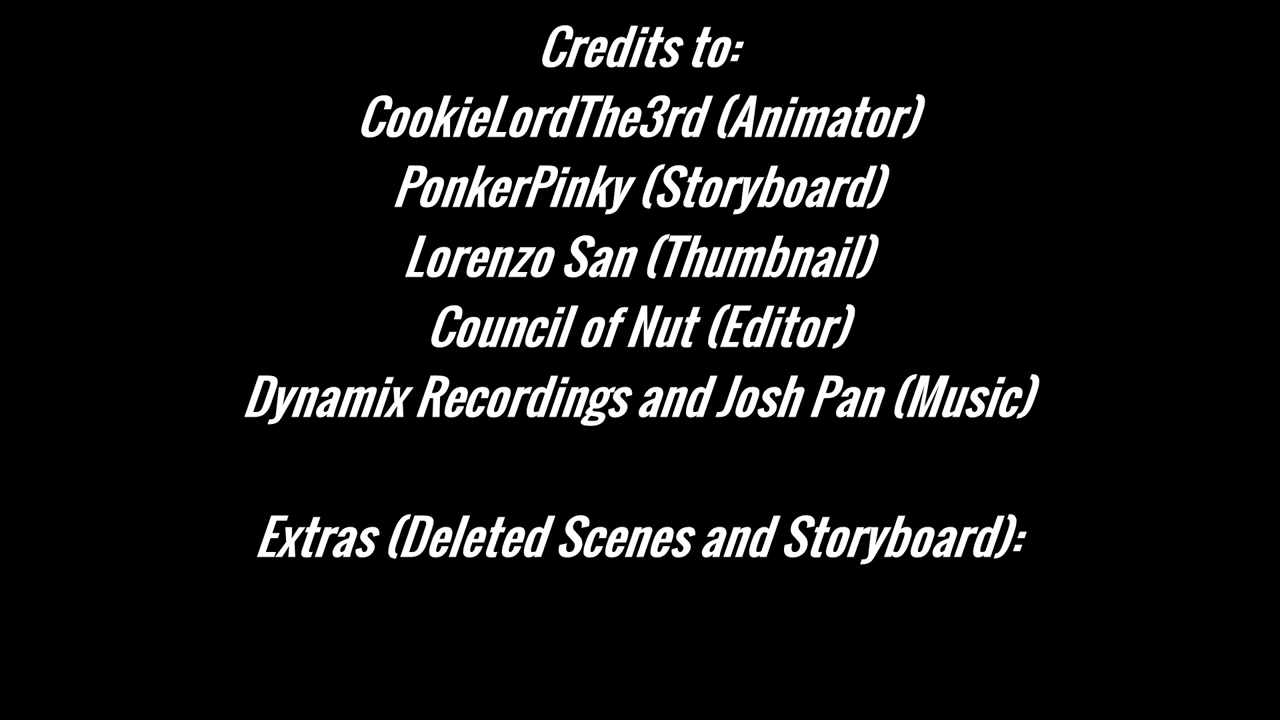 Credits to:
CookieLordThe3rd (Animator)
PonkerPinky (Storyboard)
Lorenzo San (Thumbnail)
Council of Nut (Editor)
Dynamix Recordings and Josh Pan (Music)
Extras (Deleted Scenes and Storyboard):